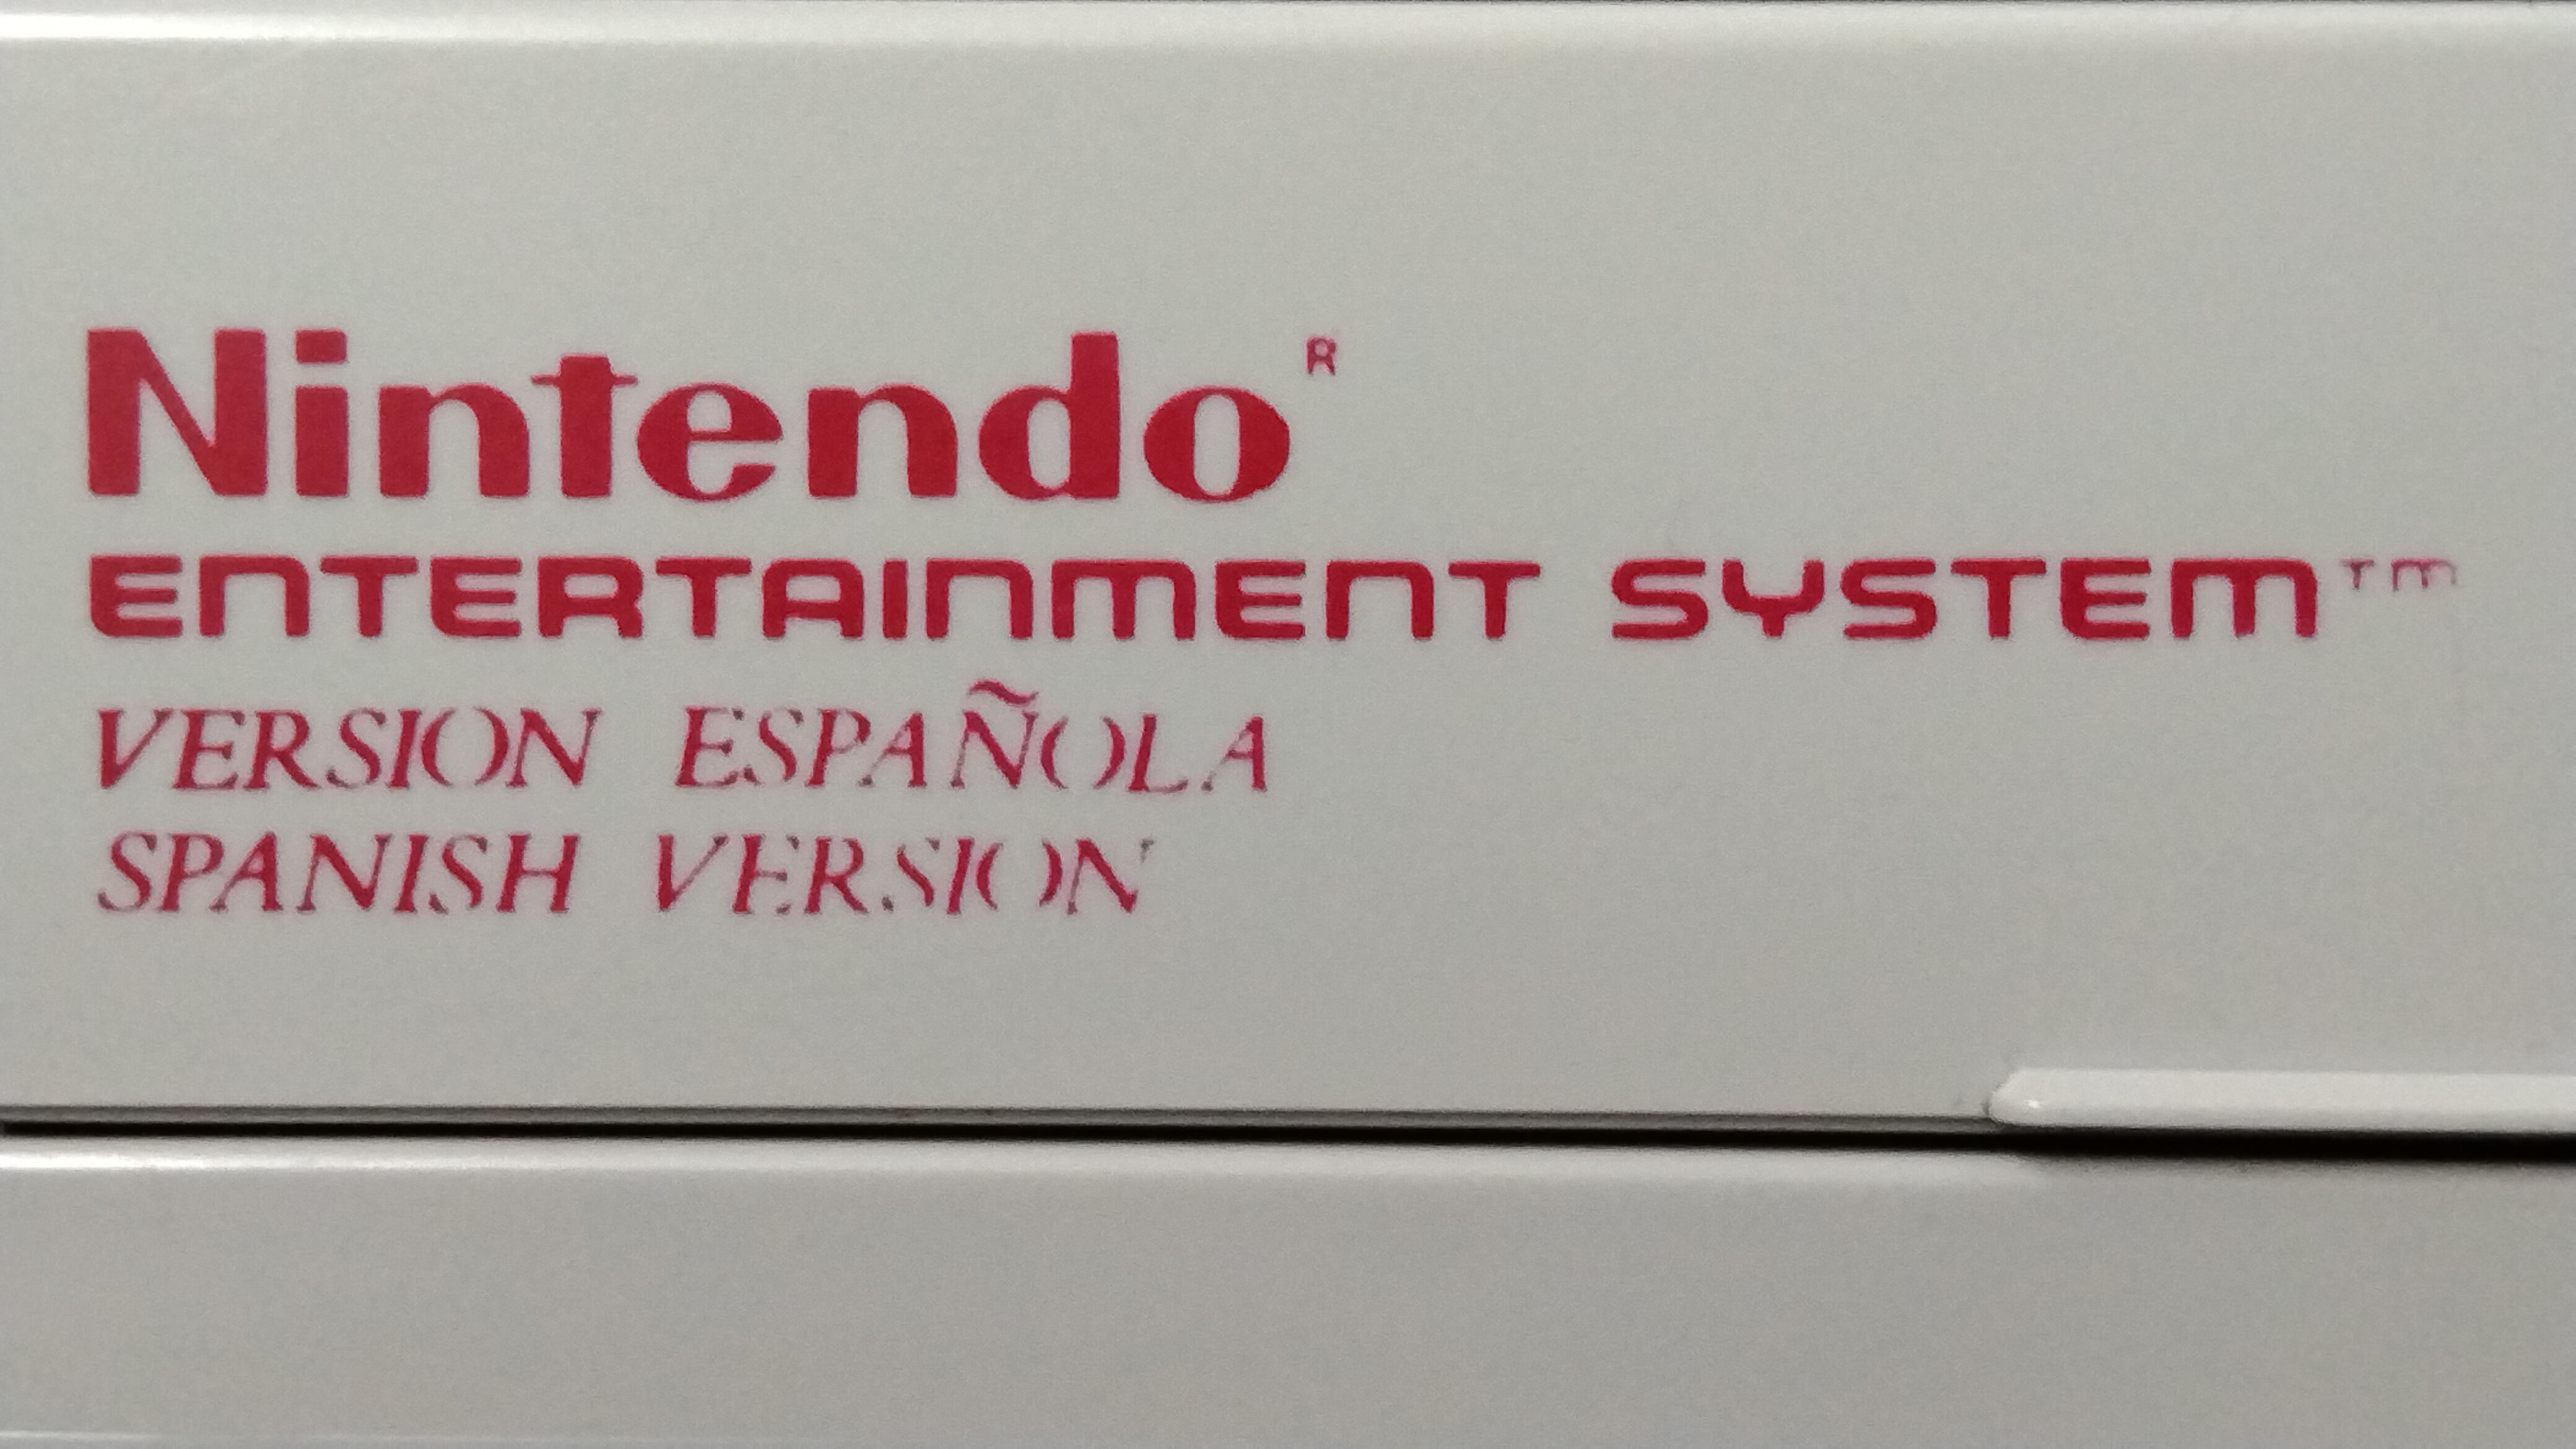 Nintendo R
ENTERTAINMENT SYSTEM™
VERSION ESPAÑOLA
SPANISH VERSION